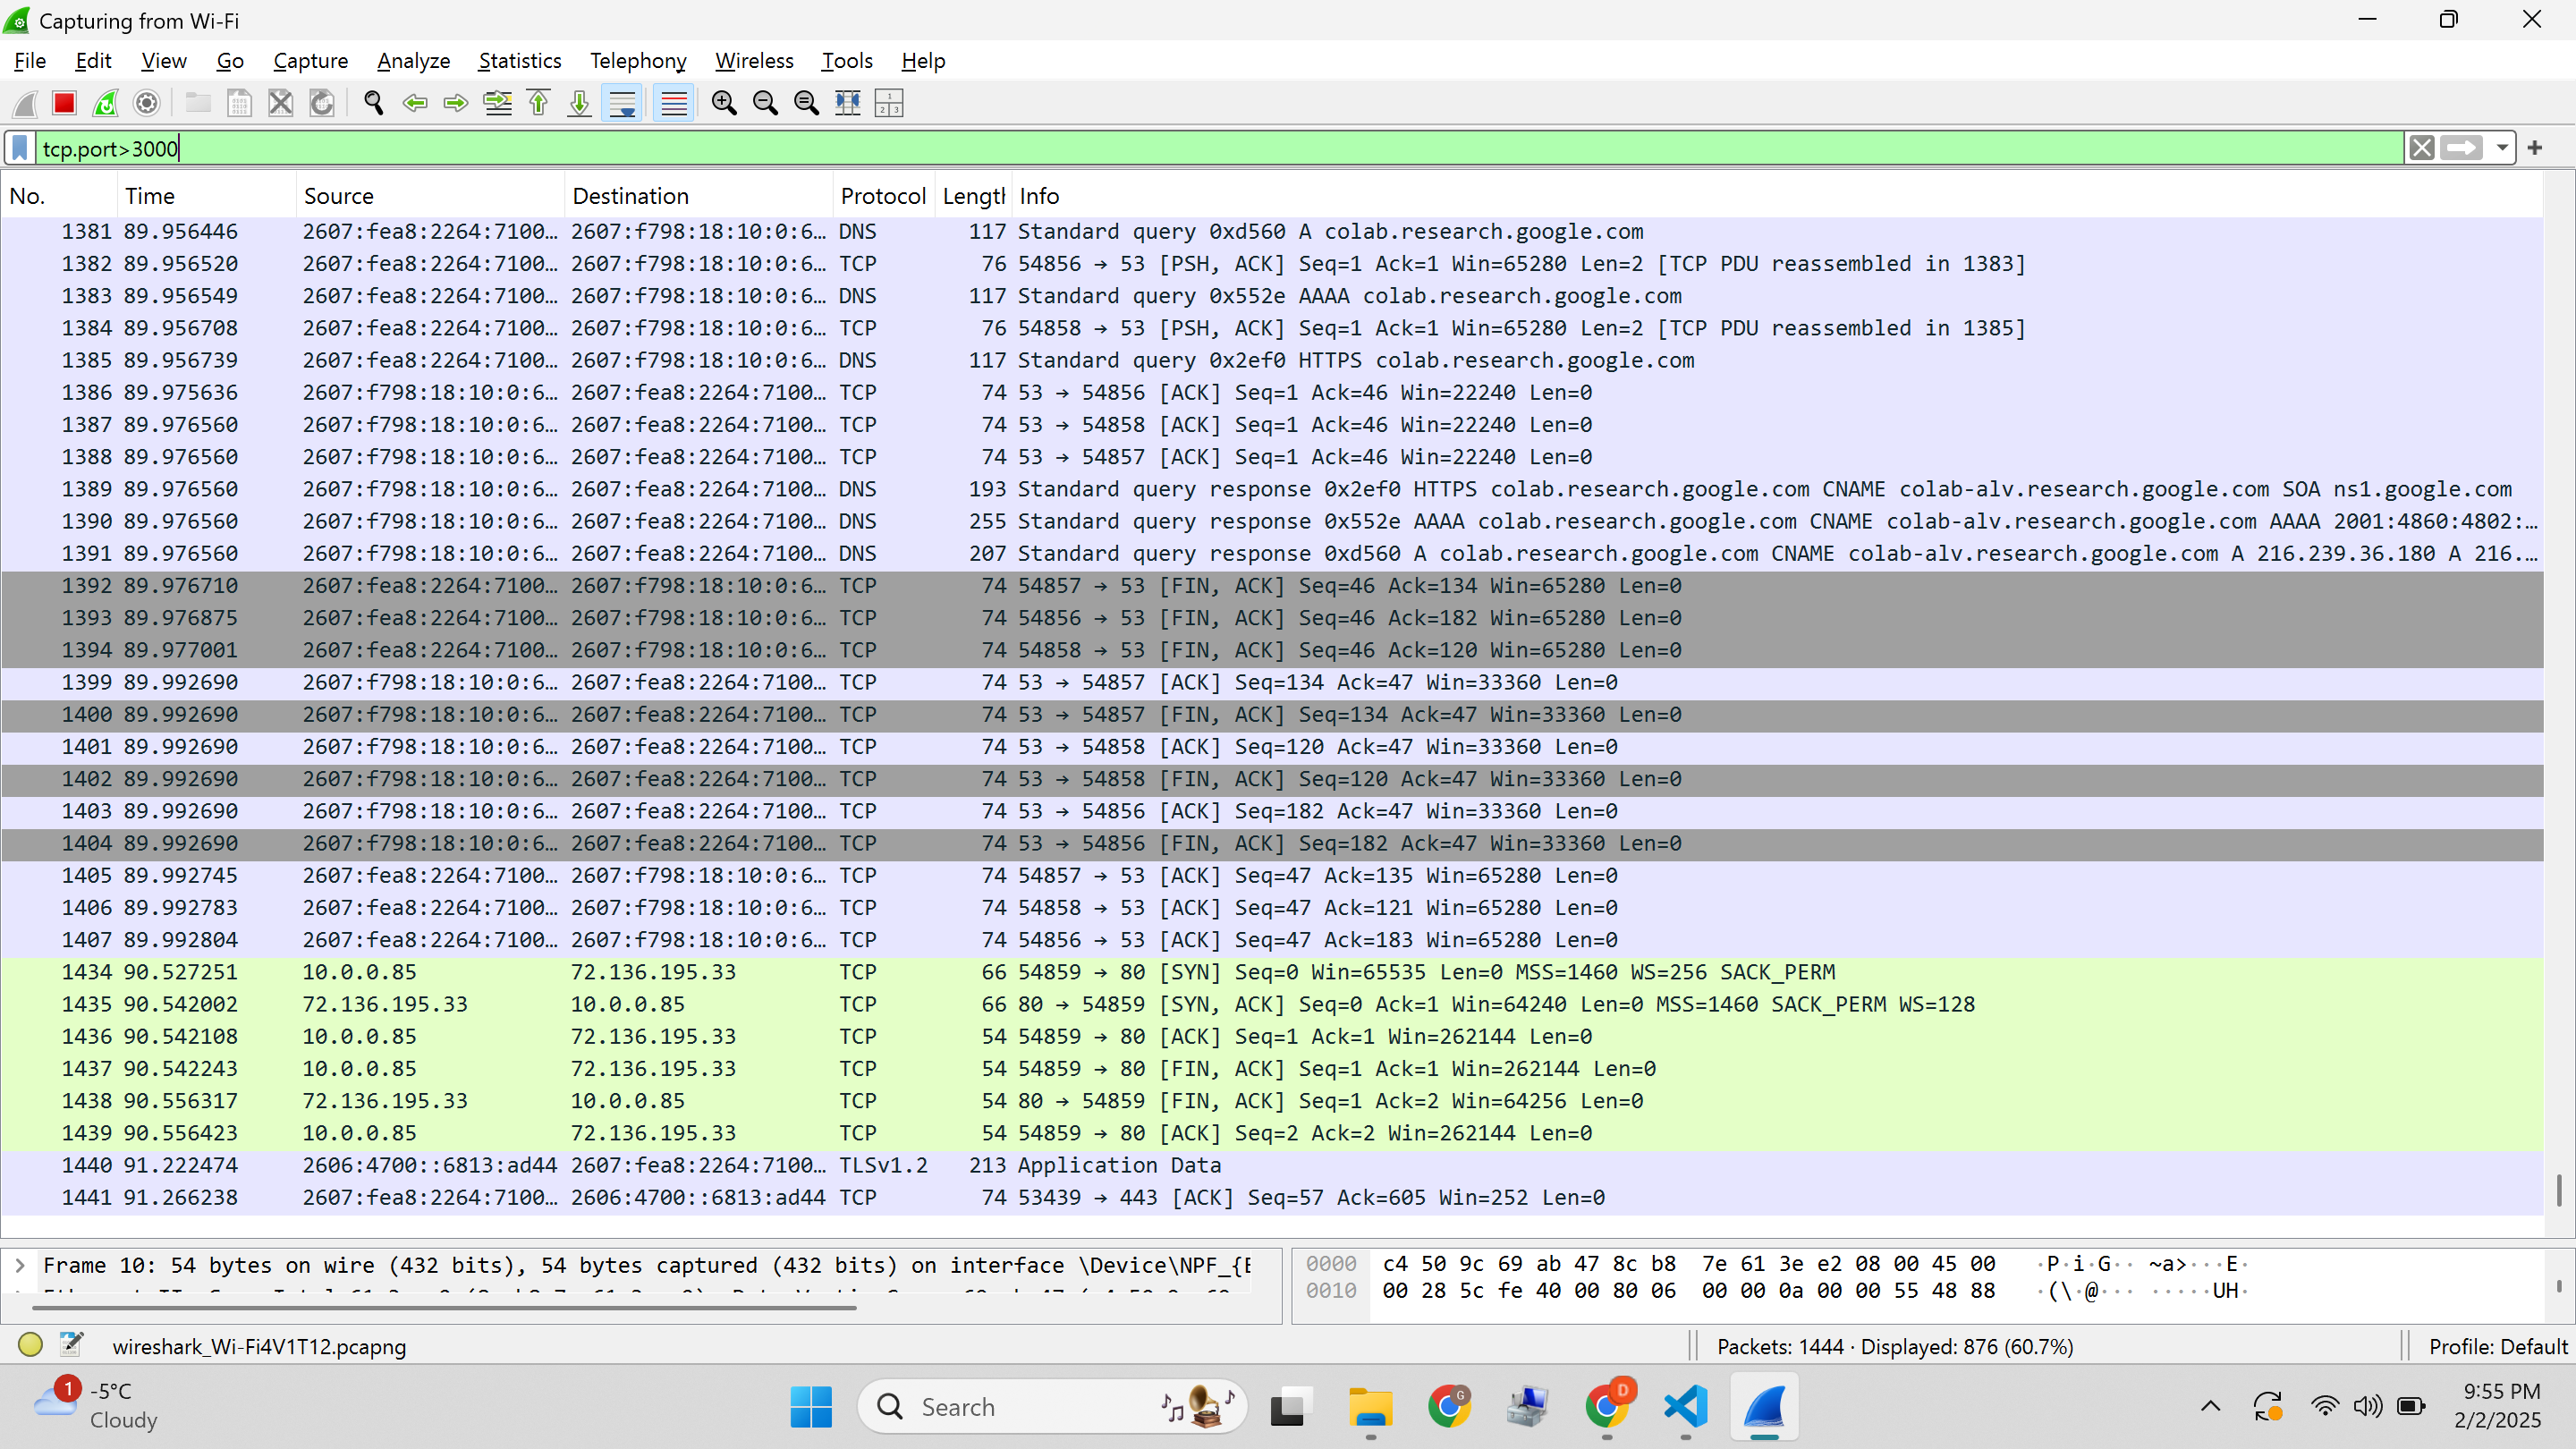 Capturing from Wi-Fi
File Edit View Go Capture Analyze Statistics Telephony Wireless Tools Help
tcp.port>3000
No. Time Source Destination Protocol Length Info
1381 89.956446 2607:fea8:2264:7100… 2607:f798:18:10:0:6… DNS 117 Standard query 0xd560 A colab.research.google.com
1382 89.956520 2607:fea8:2264:7100… 2607:f798:18:10:0:6… TCP 76 54856 → 53 [PSH, ACK] Seq=1 Ack=1 Win=65280 Len=2 [TCP PDU reassembled in 1383]
1383 89.956549 2607:fea8:2264:7100… 2607:f798:18:10:0:6… DNS 117 Standard query 0x552e AAAA colab.research.google.com
1384 89.956708 2607:fea8:2264:7100… 2607:f798:18:10:0:6… TCP 76 54858 → 53 [PSH, ACK] Seq=1 Ack=1 Win=65280 Len=2 [TCP PDU reassembled in 1385]
1385 89.956739 2607:fea8:2264:7100… 2607:f798:18:10:0:6… DNS 117 Standard query 0x2ef0 HTTPS colab.research.google.com
1386 89.975636 2607:f798:18:10:0:6… 2607:fea8:2264:7100… TCP 74 53 → 54856 [ACK] Seq=1 Ack=46 Win=22240 Len=0
1387 89.976560 2607:f798:18:10:0:6… 2607:fea8:2264:7100… TCP 74 53 → 54858 [ACK] Seq=1 Ack=46 Win=22240 Len=0
1388 89.976560 2607:f798:18:10:0:6… 2607:fea8:2264:7100… TCP 74 53 → 54857 [ACK] Seq=1 Ack=46 Win=22240 Len=0
1389 89.976560 2607:f798:18:10:0:6… 2607:fea8:2264:7100… DNS 193 Standard query response 0x2ef0 HTTPS colab.research.google.com CNAME colab-alv.research.google.com SOA ns1.google.com
1390 89.976560 2607:f798:18:10:0:6… 2607:fea8:2264:7100… DNS 255 Standard query response 0x552e AAAA colab.research.google.com CNAME colab-alv.research.google.com AAAA 2001:4860:4802:…
1391 89.976560 2607:f798:18:10:0:6… 2607:fea8:2264:7100… DNS 207 Standard query response 0xd560 A colab.research.google.com CNAME colab-alv.research.google.com A 216.239.36.180 A 216.…
1392 89.976710 2607:fea8:2264:7100… 2607:f798:18:10:0:6… TCP 74 54857 → 53 [FIN, ACK] Seq=46 Ack=134 Win=65280 Len=0
1393 89.976875 2607:fea8:2264:7100… 2607:f798:18:10:0:6… TCP 74 54856 → 53 [FIN, ACK] Seq=46 Ack=182 Win=65280 Len=0
1394 89.977001 2607:fea8:2264:7100… 2607:f798:18:10:0:6… TCP 74 54858 → 53 [FIN, ACK] Seq=46 Ack=120 Win=65280 Len=0
1399 89.992690 2607:f798:18:10:0:6… 2607:fea8:2264:7100… TCP 74 53 → 54857 [ACK] Seq=134 Ack=47 Win=33360 Len=0
1400 89.992690 2607:f798:18:10:0:6… 2607:fea8:2264:7100… TCP 74 53 → 54857 [FIN, ACK] Seq=134 Ack=47 Win=33360 Len=0
1401 89.992690 2607:f798:18:10:0:6… 2607:fea8:2264:7100… TCP 74 53 → 54858 [ACK] Seq=120 Ack=47 Win=33360 Len=0
1402 89.992690 2607:f798:18:10:0:6… 2607:fea8:2264:7100… TCP 74 53 → 54858 [FIN, ACK] Seq=120 Ack=47 Win=33360 Len=0
1403 89.992690 2607:f798:18:10:0:6… 2607:fea8:2264:7100… TCP 74 53 → 54856 [ACK] Seq=182 Ack=47 Win=33360 Len=0
1404 89.992690 2607:f798:18:10:0:6… 2607:fea8:2264:7100… TCP 74 53 → 54856 [FIN, ACK] Seq=182 Ack=47 Win=33360 Len=0
1405 89.992745 2607:fea8:2264:7100… 2607:f798:18:10:0:6… TCP 74 54857 → 53 [ACK] Seq=47 Ack=135 Win=65280 Len=0
1406 89.992783 2607:fea8:2264:7100… 2607:f798:18:10:0:6… TCP 74 54858 → 53 [ACK] Seq=47 Ack=121 Win=65280 Len=0
1407 89.992804 2607:fea8:2264:7100… 2607:f798:18:10:0:6… TCP 74 54856 → 53 [ACK] Seq=47 Ack=183 Win=65280 Len=0
1434 90.527251 10.0.0.85 72.136.195.33 TCP 66 54859 → 80 [SYN] Seq=0 Win=65535 Len=0 MSS=1460 WS=256 SACK_PERM
1435 90.542002 72.136.195.33 10.0.0.85 TCP 66 80 → 54859 [SYN, ACK] Seq=0 Ack=1 Win=64240 Len=0 MSS=1460 SACK_PERM WS=128
1436 90.542108 10.0.0.85 72.136.195.33 TCP 54 54859 → 80 [ACK] Seq=1 Ack=1 Win=262144 Len=0
1437 90.542243 10.0.0.85 72.136.195.33 TCP 54 54859 → 80 [FIN, ACK] Seq=1 Ack=1 Win=262144 Len=0
1438 90.556317 72.136.195.33 10.0.0.85 TCP 54 80 → 54859 [FIN, ACK] Seq=1 Ack=2 Win=64256 Len=0
1439 90.556423 10.0.0.85 72.136.195.33 TCP 54 54859 → 80 [ACK] Seq=2 Ack=2 Win=262144 Len=0
1440 91.222474 2606:4700::6813:ad44 2607:fea8:2264:7100… TLSv1.2 213 Application Data
1441 91.266238 2607:fea8:2264:7100… 2606:4700::6813:ad44 TCP 74 53439 → 443 [ACK] Seq=57 Ack=605 Win=252 Len=0
Frame 10: 54 bytes on wire (432 bits), 54 bytes captured (432 bits) on interface \Device\NPF_{E
0000 c4 50 9c 69 ab 47 8c b8 7e 61 3e e2 08 00 45 00 ·P·i·G·· ~a>···E·
0010 00 28 5c fe 40 00 80 06 00 00 0a 00 00 55 48 88 ·(\·@··· ·····UH·
wireshark_Wi-Fi4V1T12.pcapng
Packets: 1444 · Displayed: 876 (60.7%)
Profile: Default
1
-5°C
Cloudy
Search
G
D
9:55 PM
2/2/2025